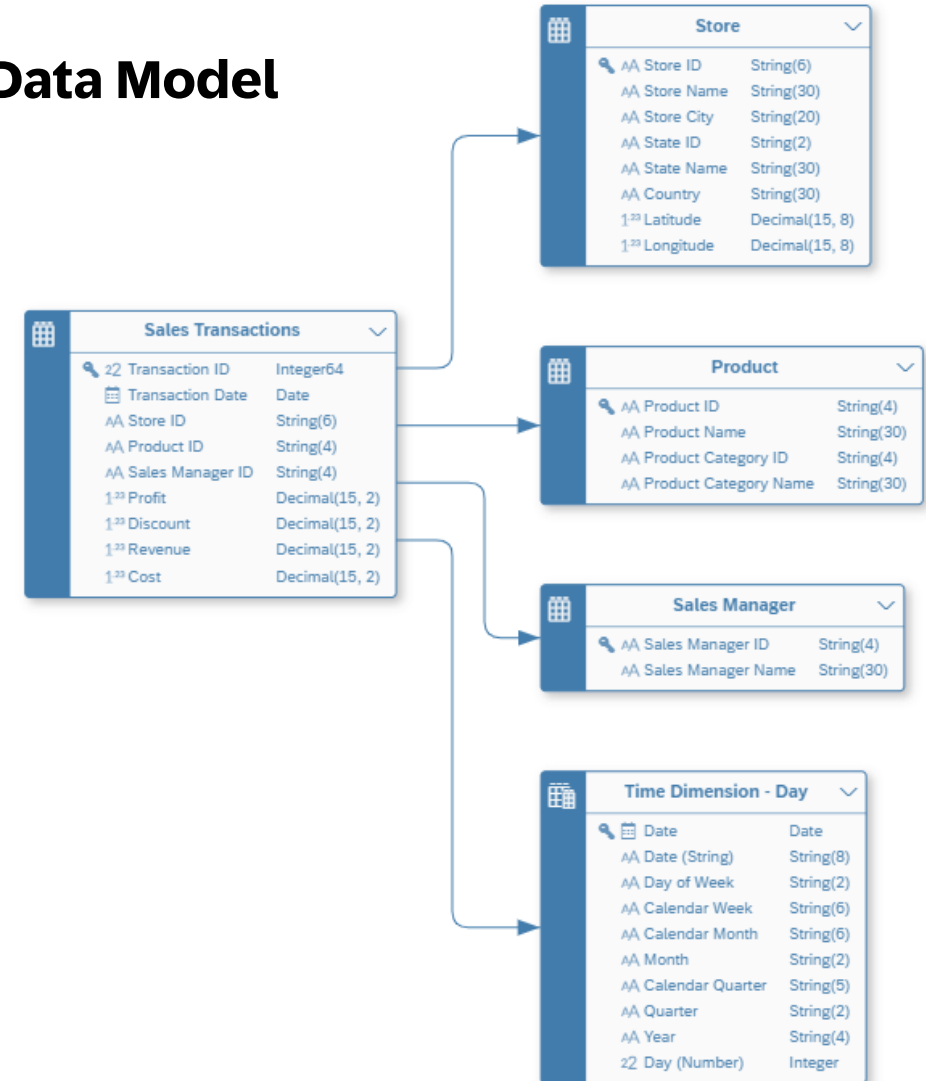 Data Model
Store
Store ID String(6)
Store Name String(30)
Store City String(20)
State ID String(2)
State Name String(30)
Country String(30)
Latitude Decimal(15, 8)
Longitude Decimal(15, 8)
Sales Transactions
Transaction ID Integer64
Transaction Date Date
Store ID String(6)
Product ID String(4)
Sales Manager ID String(4)
Profit Decimal(15, 2)
Discount Decimal(15, 2)
Revenue Decimal(15, 2)
Cost Decimal(15, 2)
Product
Product ID String(4)
Product Name String(30)
Product Category ID String(4)
Product Category Name String(30)
Sales Manager
Sales Manager ID String(4)
Sales Manager Name String(30)
Time Dimension - Day
Date Date
Date (String) String(8)
Day of Week String(2)
Calendar Week String(6)
Calendar Month String(6)
Month String(2)
Calendar Quarter String(5)
Quarter String(2)
Year String(4)
Day (Number) Integer